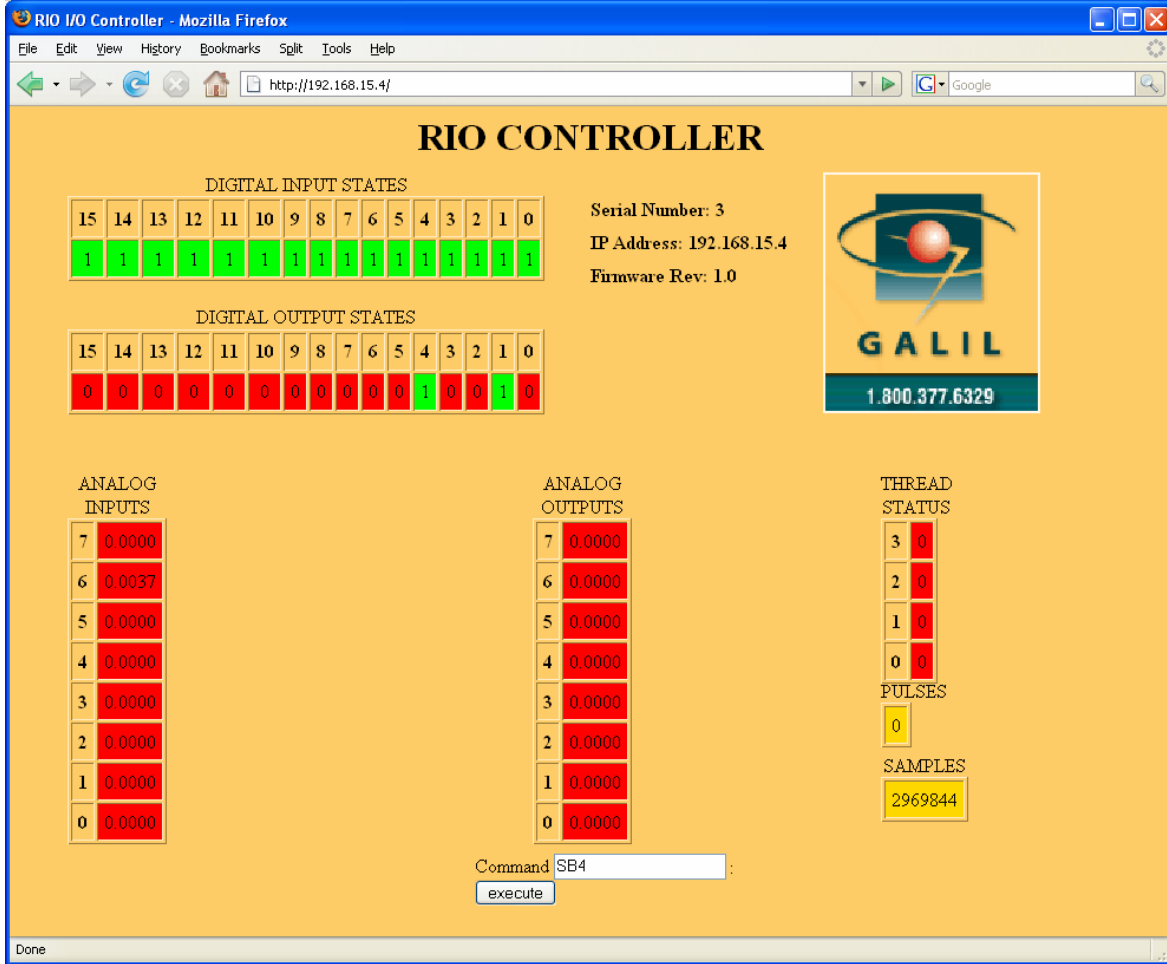 RIO I/O Controller - Mozilla Firefox
File Edit View History Bookmarks Split Tools Help
http://192.168.15.4/
G Google
RIO CONTROLLER
DIGITAL INPUT STATES
15 14 13 12 11 10 9 8 7 6 5 4 3 2 1 0
1 1 1 1 1 1 1 1 1 1 1 1 1 1 1 1
Serial Number: 3
IP Address: 192.168.15.4
Firmware Rev: 1.0
DIGITAL OUTPUT STATES
15 14 13 12 11 10 9 8 7 6 5 4 3 2 1 0
0 0 0 0 0 0 0 0 0 0 0 1 0 0 1 0
GALIL
1.800.377.6329
ANALOG
INPUTS
7 0.0000
6 0.0037
5 0.0000
4 0.0000
3 0.0000
2 0.0000
1 0.0000
0 0.0000
ANALOG
OUTPUTS
7 0.0000
6 0.0000
5 0.0000
4 0.0000
3 0.0000
2 0.0000
1 0.0000
0 0.0000
THREAD
STATUS
3 0
2 0
1 0
0 0
PULSES
0
SAMPLES
2969844
Command SB4 :
execute
Done